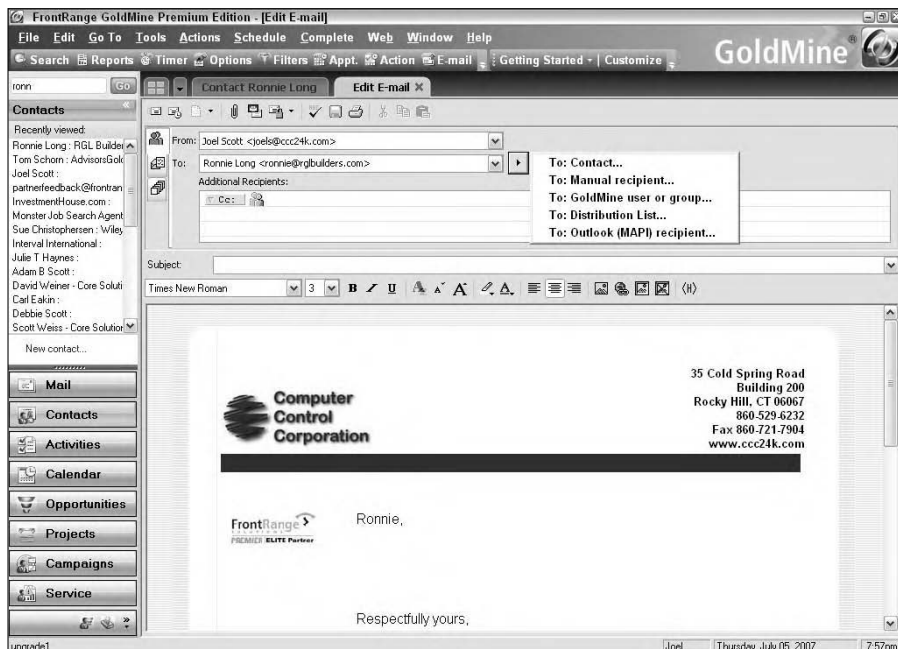 FrontRange GoldMine Premium Edition - [Edit E-mail]
File Edit Go To Tools Actions Schedule Complete Web Window Help
Search Reports Timer Options Filters Appt. Action E-mail Getting Started - Customize
GoldMine®
ronn Go
Contact Ronnie Long Edit E-mail
Contacts
Recently viewed:
Ronnie Long : RGL Builder
Tom Schorn : AdvisorsGold
Joel Scott :
partnerfeedback@frontran
InvestmentHouse.com :
Monster Job Search Agent
Sue Christophersen : Wiley
Interval International :
Julie T Haynes :
Adam B Scott :
David Weiner - Core Soluti
Carl Eakin :
Debbie Scott :
Scott Weiss - Core Solution
New contact...
Mail
Contacts
Activities
Calendar
Opportunities
Projects
Campaigns
Service
From: Joel Scott <joels@ccc24k.com>
To: Ronnie Long <ronnie@rglbuilders.com>
Additional Recipients:
Cc:
To: Contact...
To: Manual recipient...
To: GoldMine user or group...
To: Distribution List...
To: Outlook (MAPI) recipient...
Subject:
Times New Roman 3 B I U A A A A (H)
35 Cold Spring Road
Building 200
Rocky Hill, CT 06067
860-529-6232
Fax 860-721-7904
www.ccc24k.com
Computer
Control
Corporation
FrontRange
SOLUTIONS
PREMIER ELITE Partner
Ronnie,
Respectfully yours,
upgrade1 Joel Thursday, July 05, 2007 7:57pm